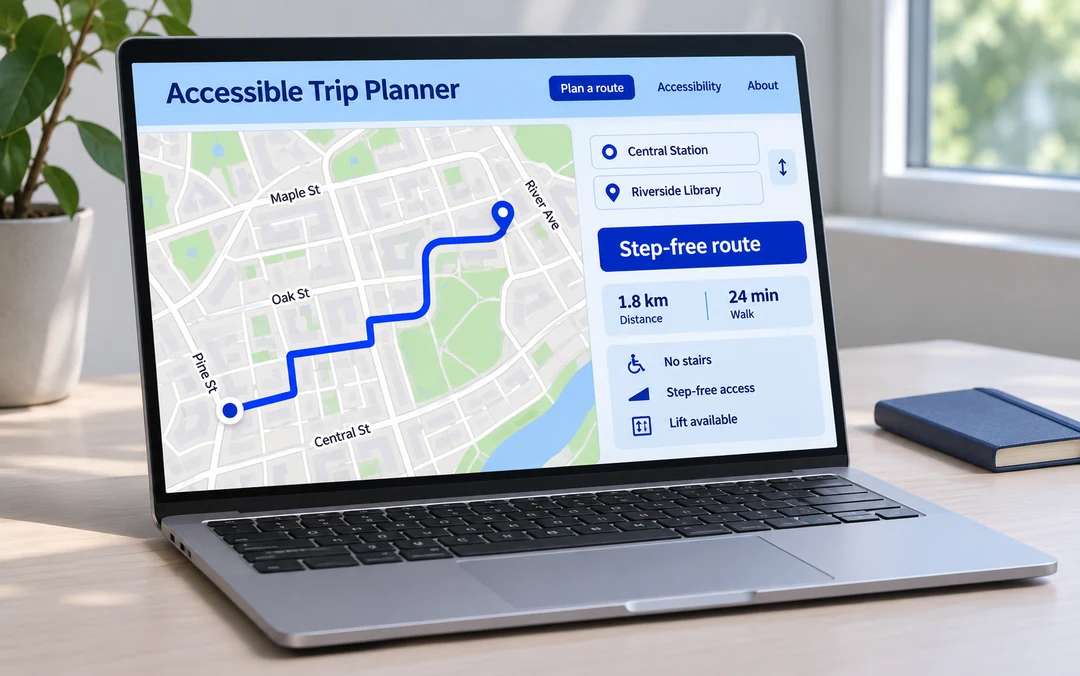 Accessible Trip Planner
Plan a route
Accessibility
About
Maple St
River Ave
Oak St
Pine St
Central St
Central Station
Riverside Library
Step-free route
1.8 km
Distance
24 min
Walk
No stairs
Step-free access
Lift available